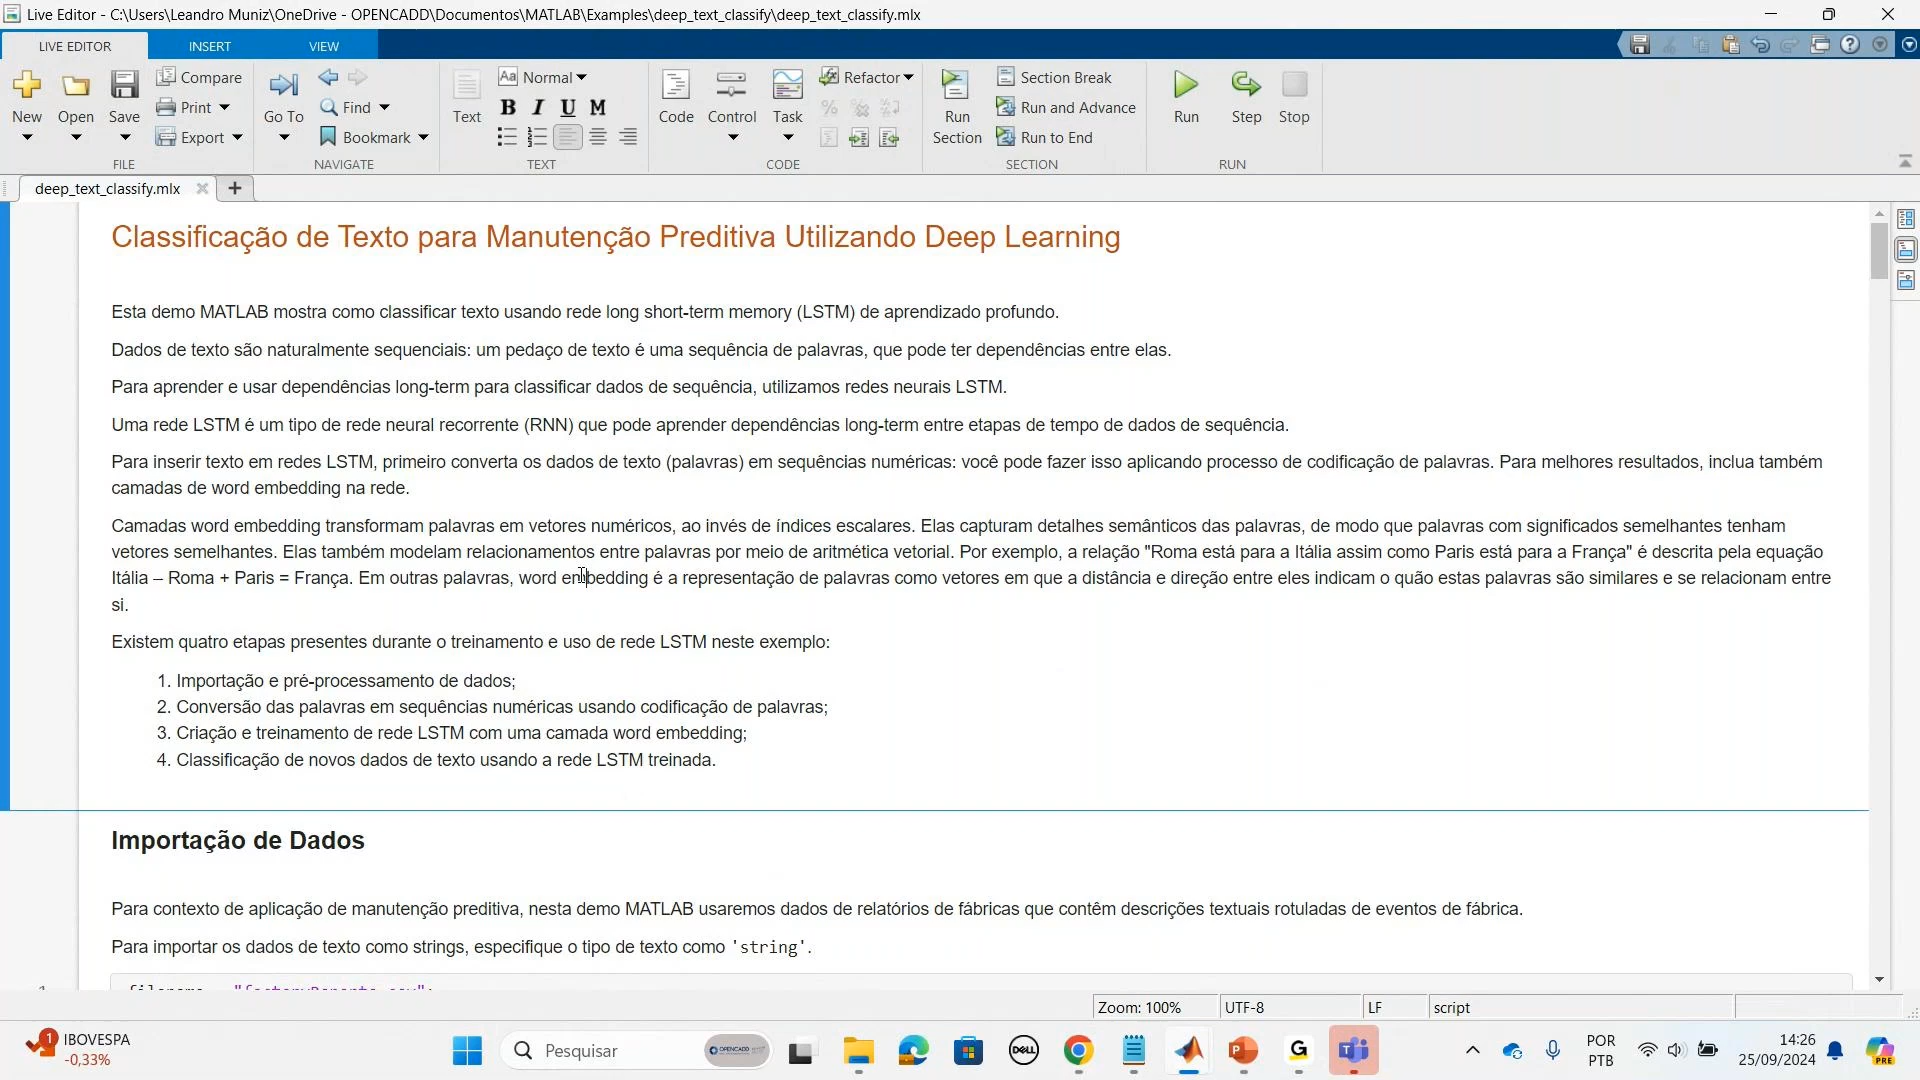 Live Editor - C:\Users\Leandro Muniz\OneDrive - OPENCADD\Documentos\MATLAB\Examples\deep_text_classify\deep_text_classify.mlx
LIVE EDITOR INSERT VIEW
New Open Save Compare Print Export
FILE
Go To Find Bookmark
NAVIGATE
Text Aa Normal
B I U M
TEXT
Code Control Task Refactor
CODE
Run Section Section Break
Run and Advance
Run to End
SECTION
Run Step Stop
RUN
deep_text_classify.mlx
Classificação de Texto para Manutenção Preditiva Utilizando Deep Learning
Esta demo MATLAB mostra como classificar texto usando rede long short-term memory (LSTM) de aprendizado profundo.
Dados de texto são naturalmente sequenciais: um pedaço de texto é uma sequência de palavras, que pode ter dependências entre elas.
Para aprender e usar dependências long-term para classificar dados de sequência, utilizamos redes neurais LSTM.
Uma rede LSTM é um tipo de rede neural recorrente (RNN) que pode aprender dependências long-term entre etapas de tempo de dados de sequência.
Para inserir texto em redes LSTM, primeiro converta os dados de texto (palavras) em sequências numéricas: você pode fazer isso aplicando processo de codificação de palavras. Para melhores resultados, inclua também
camadas de word embedding na rede.
Camadas word embedding transformam palavras em vetores numéricos, ao invés de índices escalares. Elas capturam detalhes semânticos das palavras, de modo que palavras com significados semelhantes tenham
vetores semelhantes. Elas também modelam relacionamentos entre palavras por meio de aritmética vetorial. Por exemplo, a relação "Roma está para a Itália assim como Paris está para a França" é descrita pela equação
Itália – Roma + Paris = França. Em outras palavras, word embedding é a representação de palavras como vetores em que a distância e direção entre eles indicam o quão estas palavras são similares e se relacionam entre
si.
Existem quatro etapas presentes durante o treinamento e uso de rede LSTM neste exemplo:
1. Importação e pré-processamento de dados;
2. Conversão das palavras em sequências numéricas usando codificação de palavras;
3. Criação e treinamento de rede LSTM com uma camada word embedding;
4. Classificação de novos dados de texto usando a rede LSTM treinada.
Importação de Dados
Para contexto de aplicação de manutenção preditiva, nesta demo MATLAB usaremos dados de relatórios de fábricas que contêm descrições textuais rotuladas de eventos de fábrica.
Para importar os dados de texto como strings, especifique o tipo de texto como 'string'.
Zoom: 100% UTF-8 LF script
1 IBOVESPA
-0,33%
Pesquisar
OPENCADD
DELL
POR
PTB
14:26
25/09/2024
PRE